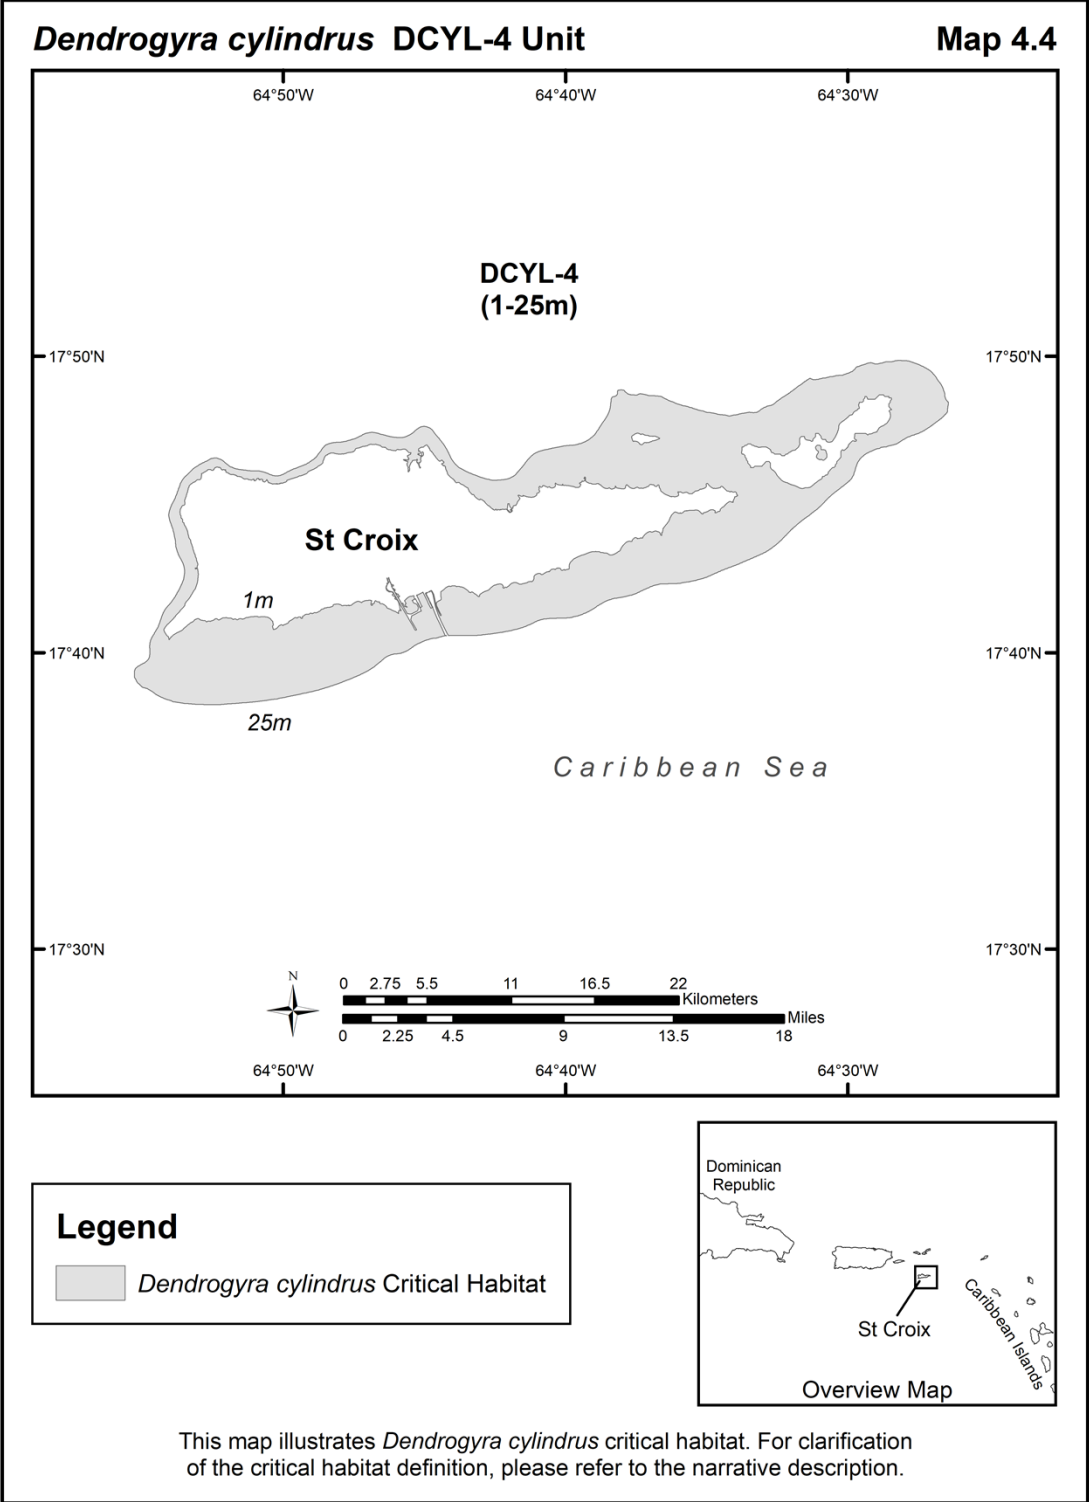 Dendrogyra cylindrus DCYL-4 Unit
Map 4.4
64°50'W
64°40'W
64°30'W
DCYL-4
(1-25m)
17°50'N
17°50'N
St Croix
1m
17°40'N
17°40'N
25m
Caribbean Sea
17°30'N
17°30'N
N
0 2.75 5.5 11 16.5 22
Kilometers
Miles
0 2.25 4.5 9 13.5 18
64°50'W
64°40'W
64°30'W
Legend
Dendrogyra cylindrus Critical Habitat
Dominican
Republic
St Croix
Caribbean Islands
Overview Map
This map illustrates Dendrogyra cylindrus critical habitat. For clarification
of the critical habitat definition, please refer to the narrative description.